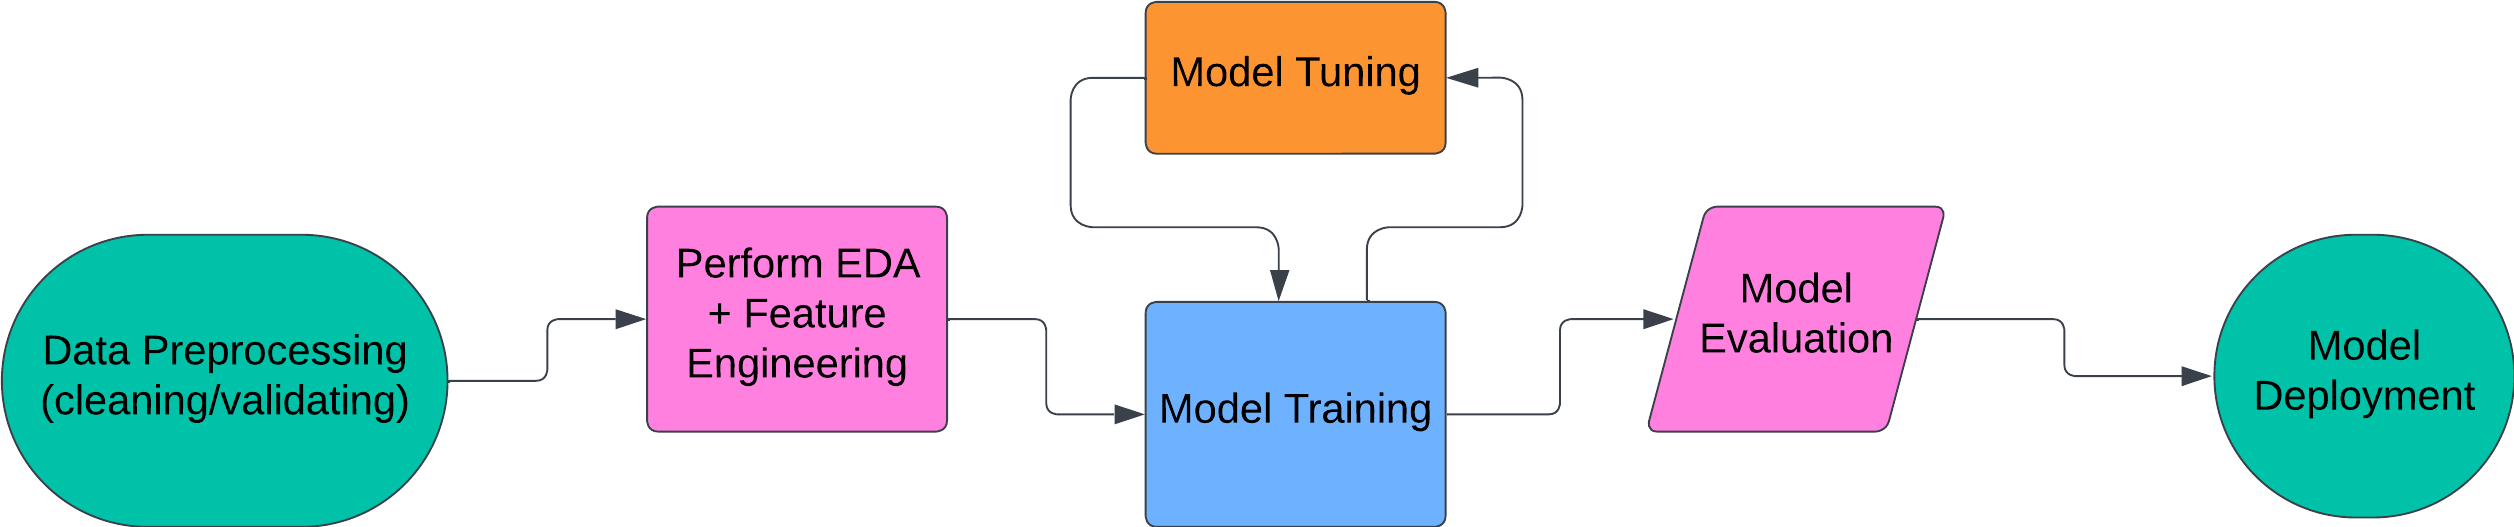 Data Preprocessing
(cleaning/validating)
Perform EDA
+ Feature
Engineering
Model Tuning
Model Training
Model
Evaluation
Model
Deployment